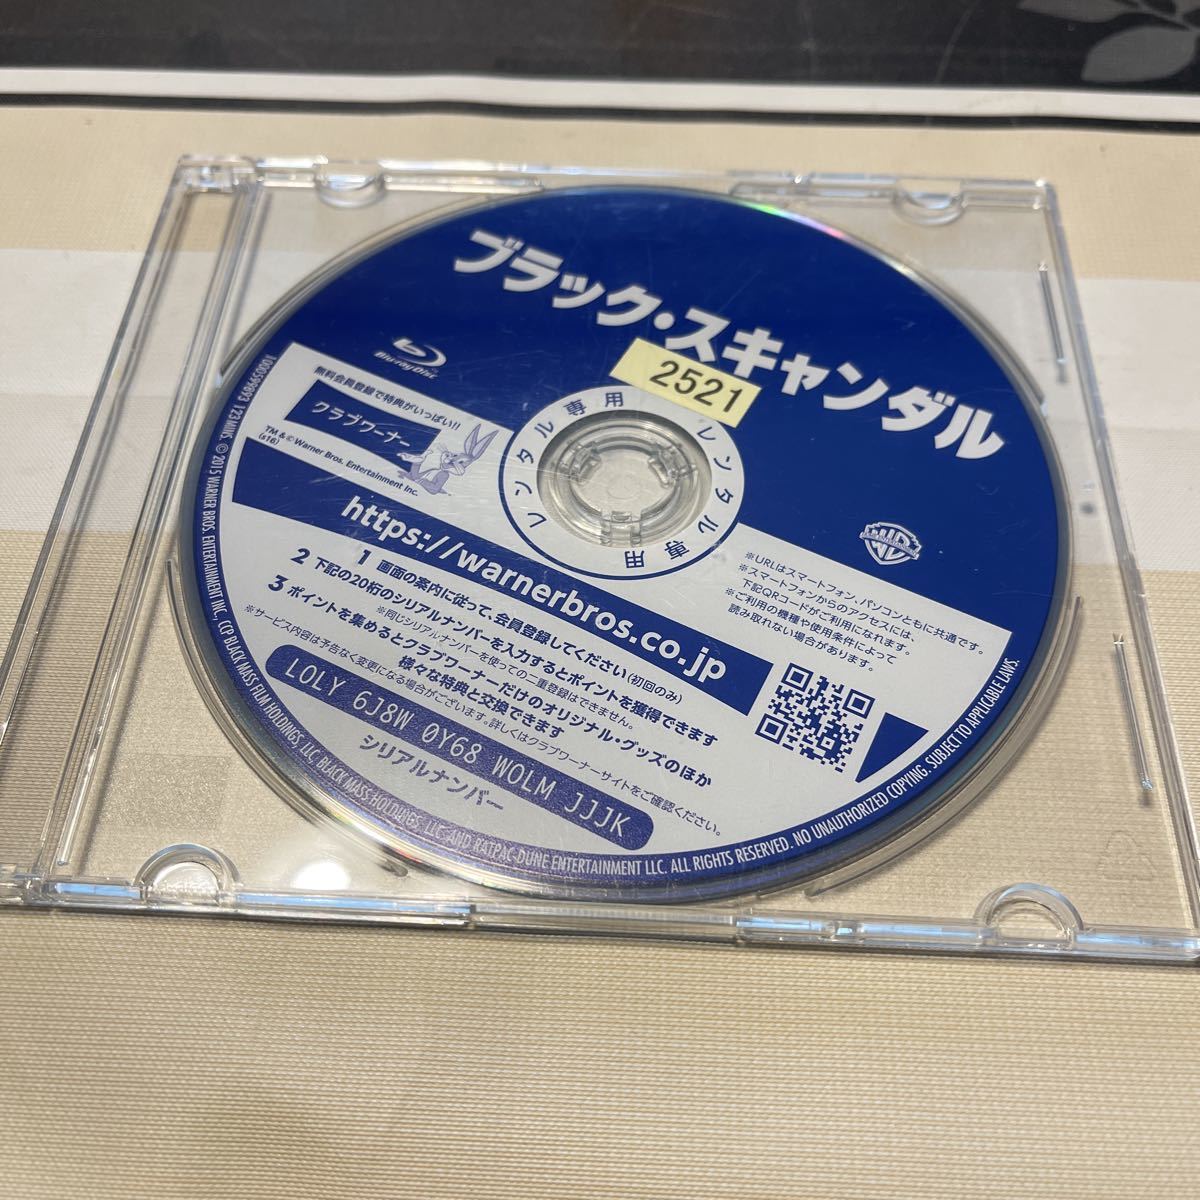 ブラック・スキャンダル
2521
Blu-ray Disc
レンタル専用 レンタル専用
無料会員登録で特典がいっぱい!!
クラブワーナー
TM & © Warner Bros. Entertainment Inc.
(s16)
WB
https://warnerbros.co.jp
※URLはスマートフォン、パソコンともに共通です。
※スマートフォンからのアクセスには、
下記QRコードがご利用になれます。
※ご利用の機種や使用条件によって
読み取れない場合があります。
1 画面の案内に従って、会員登録してください(初回のみ)
2 下記の20桁のシリアルナンバーを入力するとポイントを獲得できます
※同じシリアルナンバーを使っての二重登録はできません。
3 ポイントを集めるとクラブワーナーだけのオリジナル・グッズのほか
様々な特典と交換できます
※サービス内容は予告なく変更になる場合がございます。詳しくはクラブワーナーサイトをご確認ください。
LOLY 6J8W 0Y68 WOLM JJJK
シリアルナンバー
1000599893 123 MINS. © 2015 WARNER BROS. ENTERTAINMENT INC., CCP BLACK MASS FILM HOLDINGS, LLC, BLACK MASS HOLDINGS, LLC AND RATPAC-DUNE ENTERTAINMENT LLC. ALL RIGHTS RESERVED. NO UNAUTHORIZED COPYING. SUBJECT TO APPLICABLE LAWS.